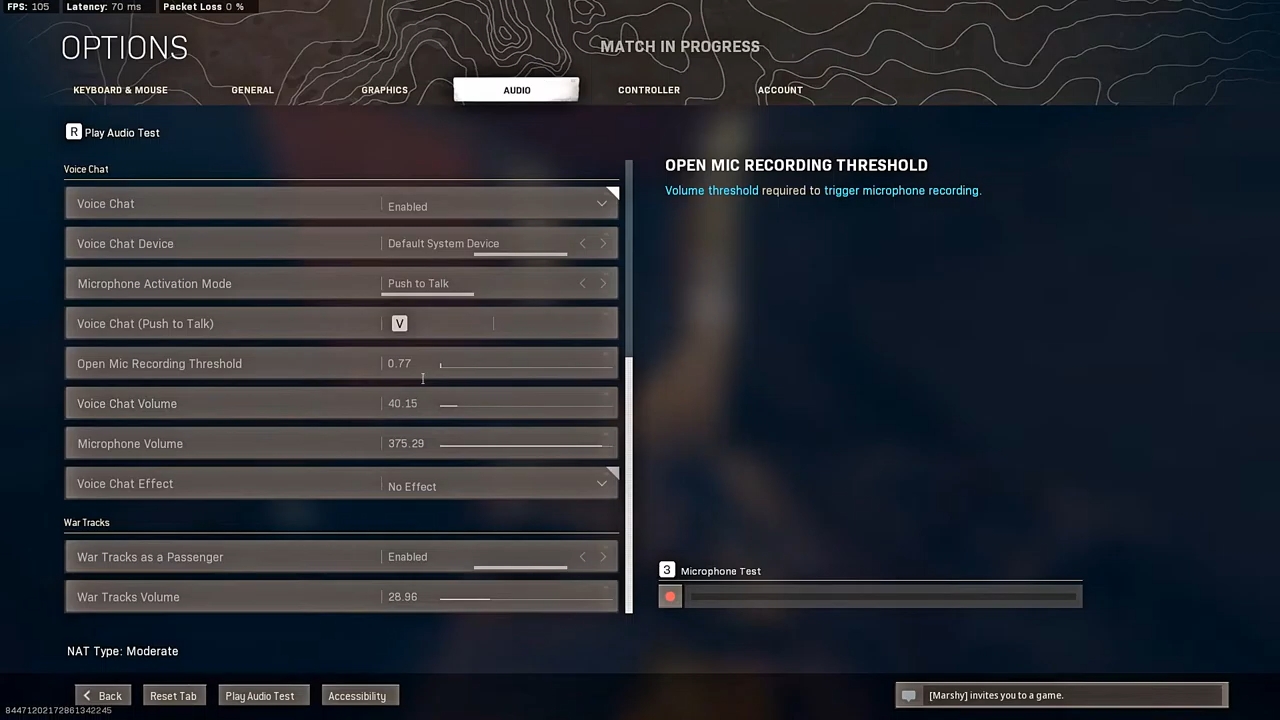 FPS: 105 Latency: 70 ms Packet Loss 0 %
OPTIONS
MATCH IN PROGRESS
KEYBOARD & MOUSE GENERAL GRAPHICS AUDIO CONTROLLER ACCOUNT
R Play Audio Test
Voice Chat
Voice Chat Enabled
Voice Chat Device Default System Device
Microphone Activation Mode Push to Talk
Voice Chat (Push to Talk) V
Open Mic Recording Threshold 0.77
Voice Chat Volume 40.15
Microphone Volume 375.29
Voice Chat Effect No Effect
War Tracks
War Tracks as a Passenger Enabled
War Tracks Volume 28.96
OPEN MIC RECORDING THRESHOLD
Volume threshold required to trigger microphone recording.
3 Microphone Test
NAT Type: Moderate
Back Reset Tab Play Audio Test Accessibility
[Marshy] invites you to a game.
84471202172861342245